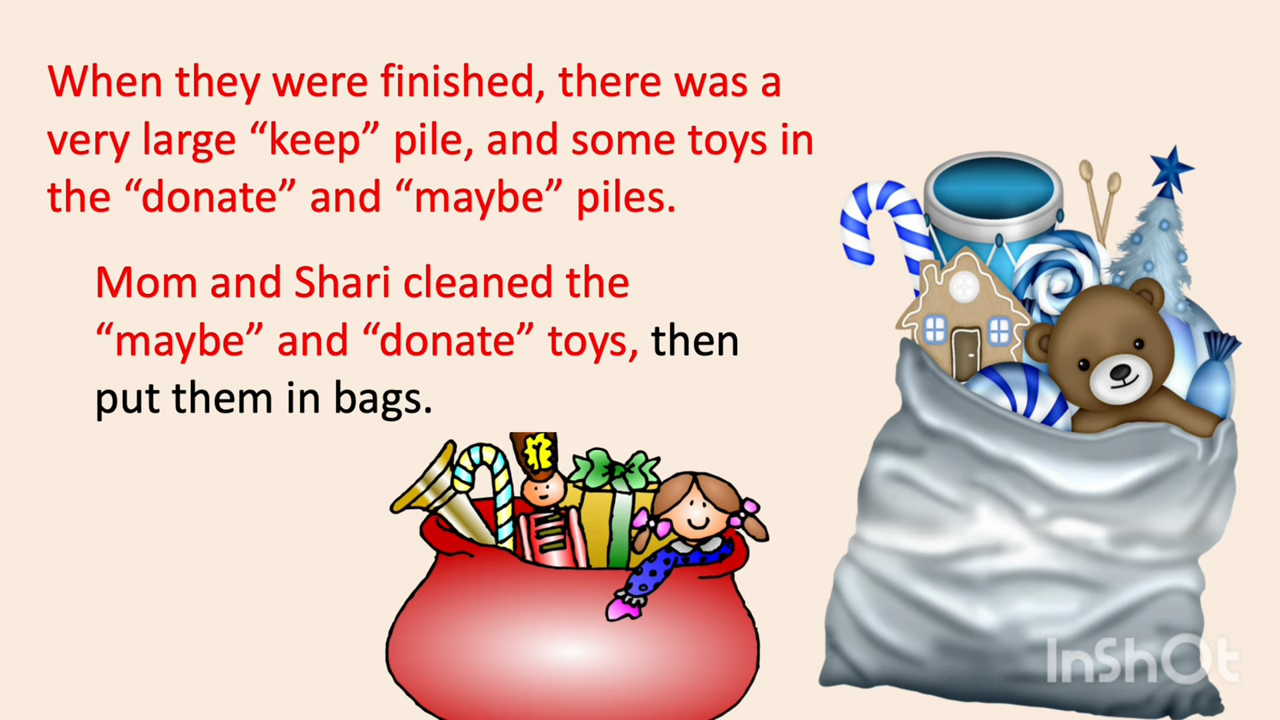 When they were finished, there was a
very large “keep” pile, and some toys in
the “donate” and “maybe” piles.
Mom and Shari cleaned the
“maybe” and “donate” toys, then
put them in bags.
InShOt